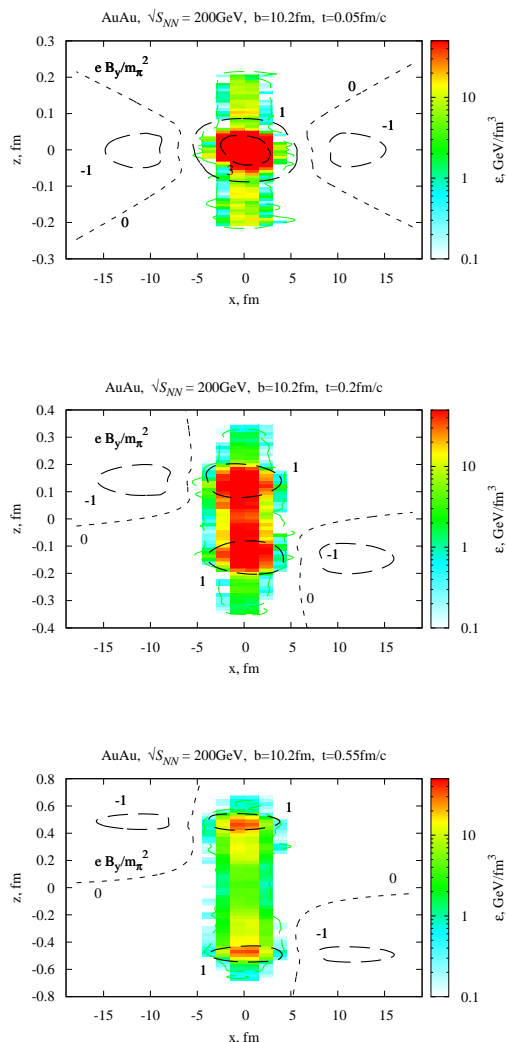 AuAu, √S_NN = 200GeV, b=10.2fm, t=0.05fm/c
0.3
0.2
0.1
0
-0.1
-0.2
-0.3
z, fm
e B_y/m_π^2
0
1
-1
-1
3
0
-15 -10 -5 0 5 10 15
x, fm
10
1
0.1
ε, GeV/fm^3
AuAu, √S_NN = 200GeV, b=10.2fm, t=0.2fm/c
0.4
0.3
0.2
0.1
0
-0.1
-0.2
-0.3
-0.4
z, fm
e B_y/m_π^2
1
-1
0
-1
1
0
-15 -10 -5 0 5 10 15
x, fm
10
1
0.1
ε, GeV/fm^3
AuAu, √S_NN = 200GeV, b=10.2fm, t=0.55fm/c
0.8
0.6
0.4
0.2
0
-0.2
-0.4
-0.6
-0.8
z, fm
-1
1
e B_y/m_π^2
0
0
-1
1
-15 -10 -5 0 5 10 15
x, fm
10
1
0.1
ε, GeV/fm^3